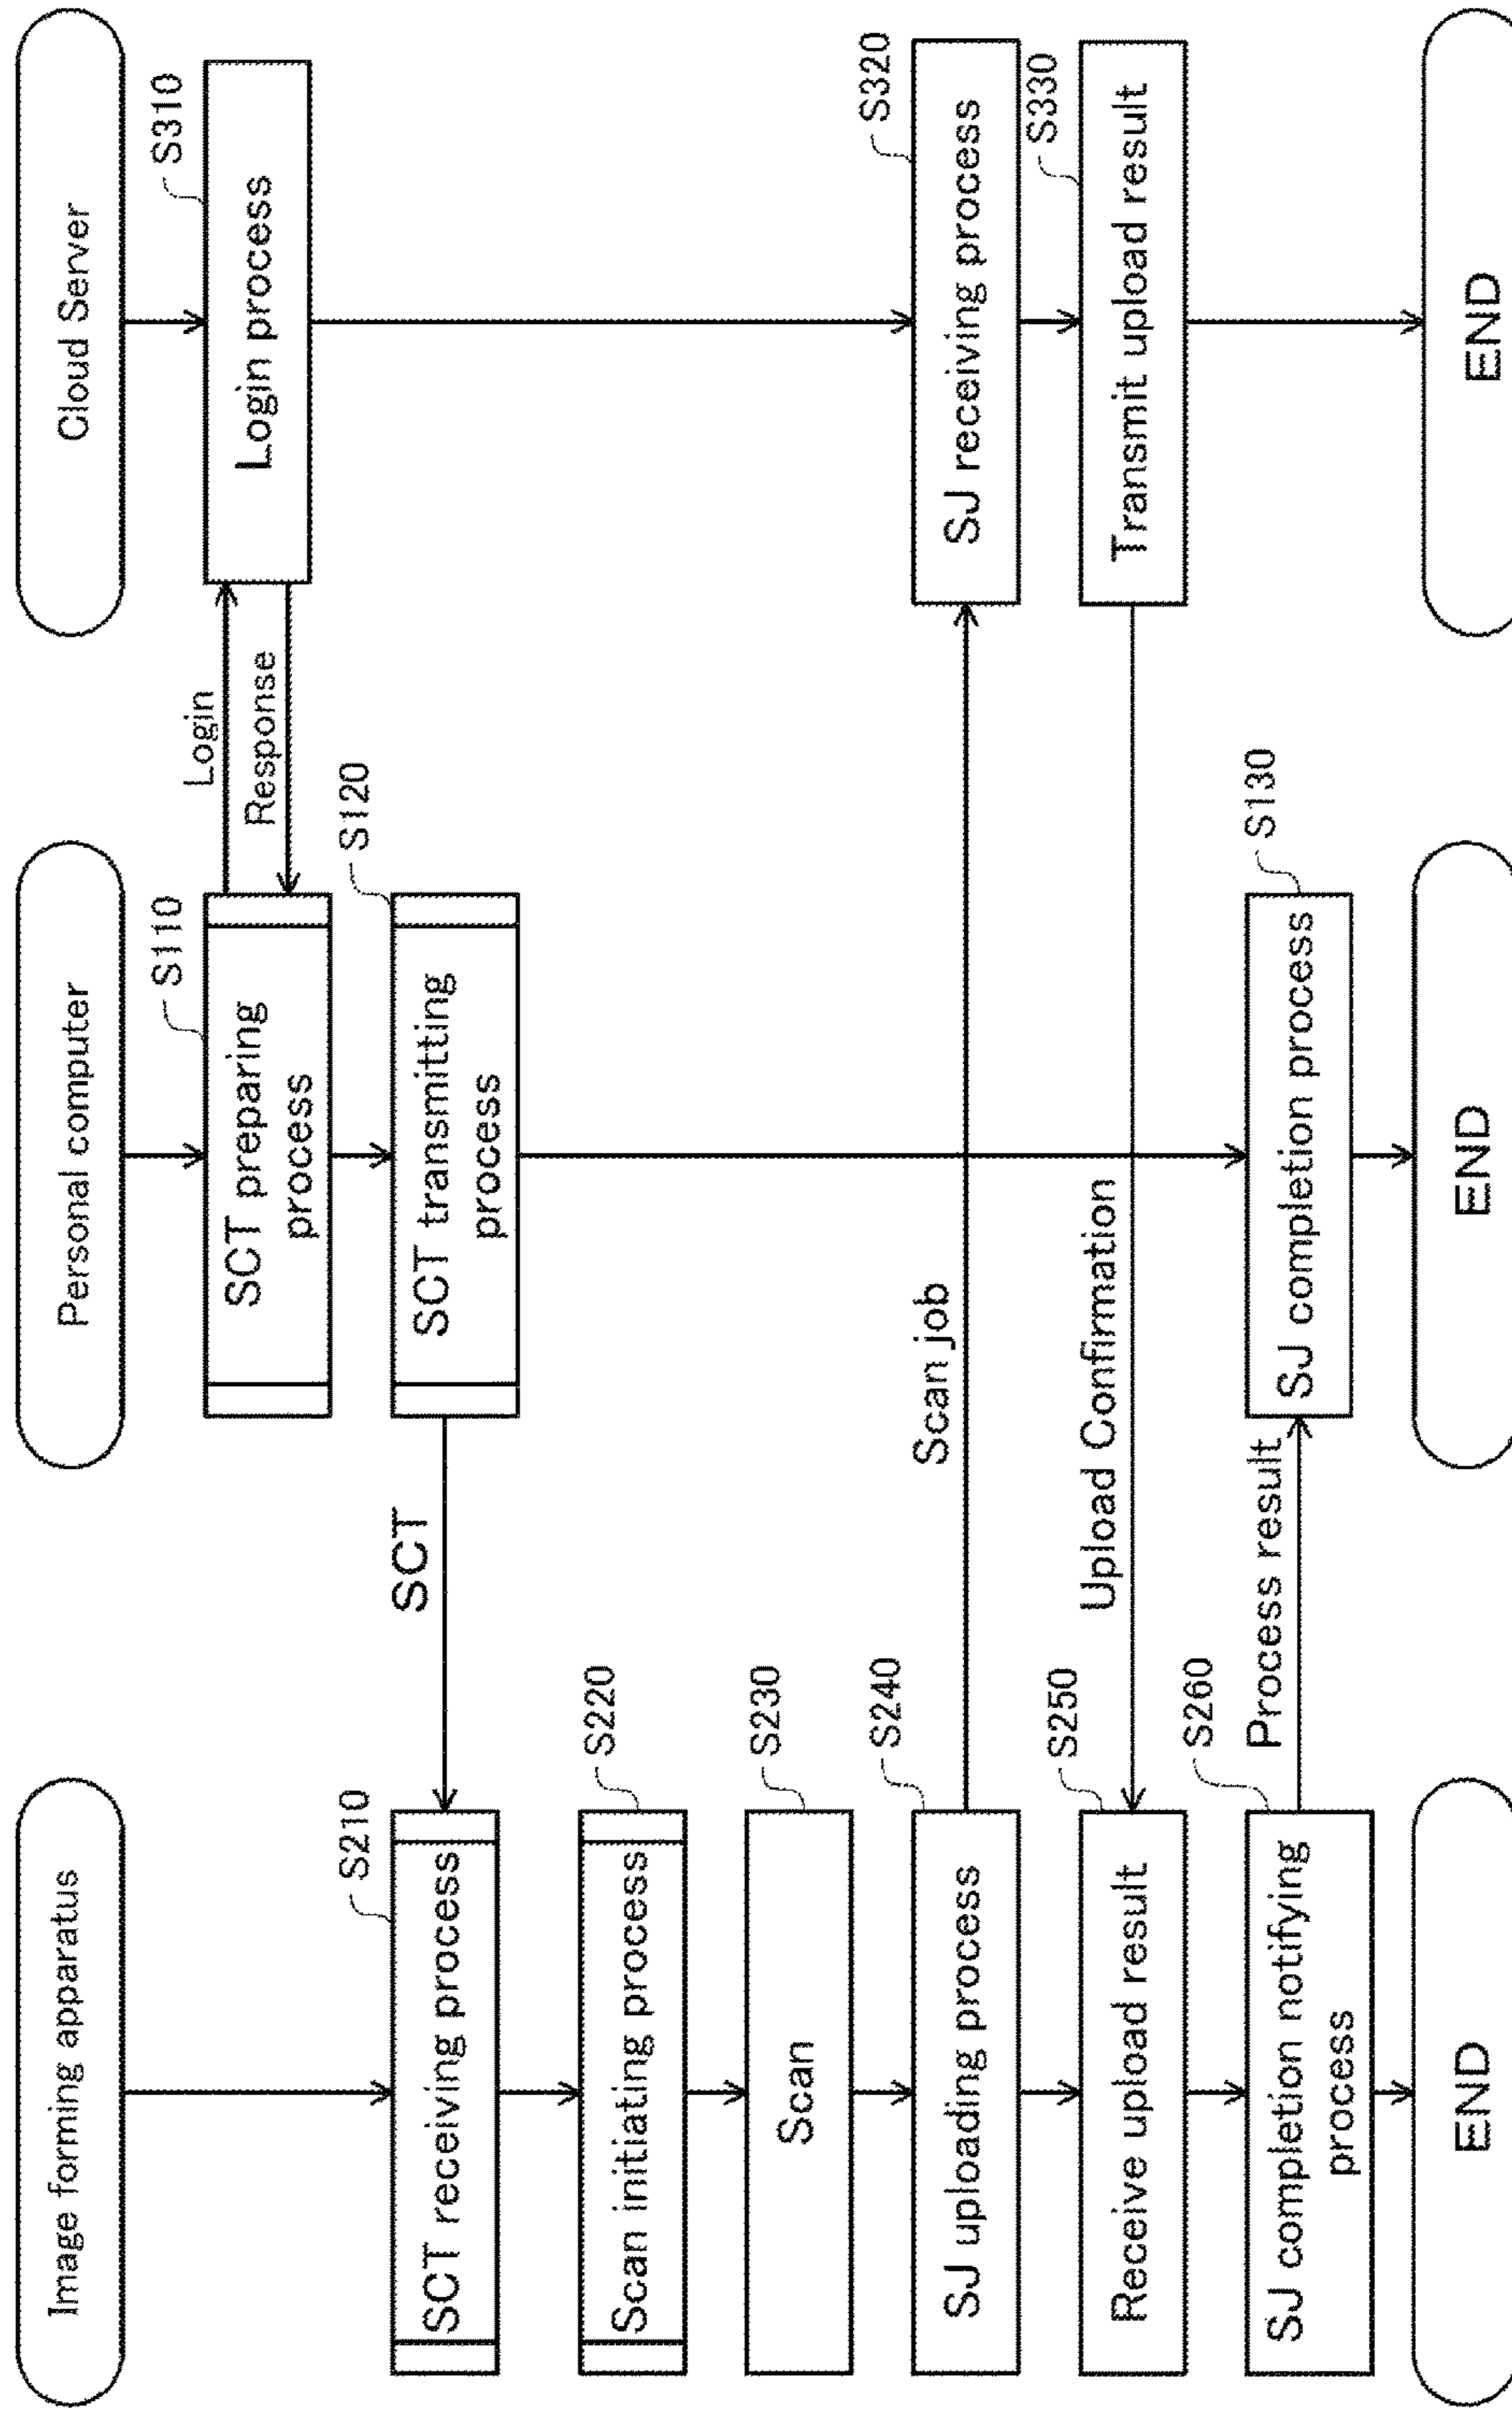 Image forming apparatus
Personal computer
Cloud Server
S110
SCT preparing
process
Login
Response
S310
Login process
S210
SCT receiving process
SCT
S120
SCT transmitting
process
S220
Scan initiating process
S230
Scan
S240
SJ uploading process
Scan job
S320
SJ receiving process
S250
Receive upload result
Upload Confirmation
S330
Transmit upload result
S260
SJ completion notifying
process
Process result
S130
SJ completion process
END
END
END